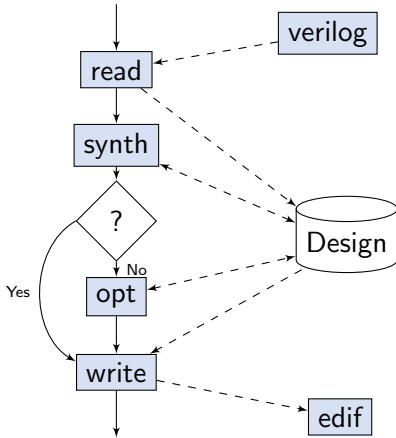 verilog
read
synth
?
Design
No
opt
Yes
write
edif